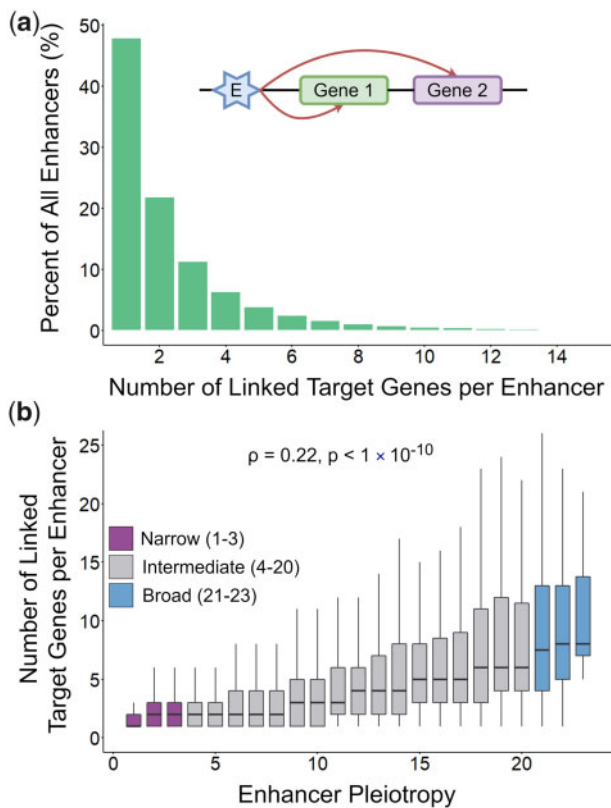 (a)
Percent of All Enhancers (%)
50
40
30
20
10
0
E
Gene 1
Gene 2
2
4
6
8
10
12
14
Number of Linked Target Genes per Enhancer
(b)
Number of Linked
Target Genes per Enhancer
25
20
15
10
5
0
ρ = 0.22, p < 1 × 10⁻¹⁰
Narrow (1-3)
Intermediate (4-20)
Broad (21-23)
0
5
10
15
20
Enhancer Pleiotropy